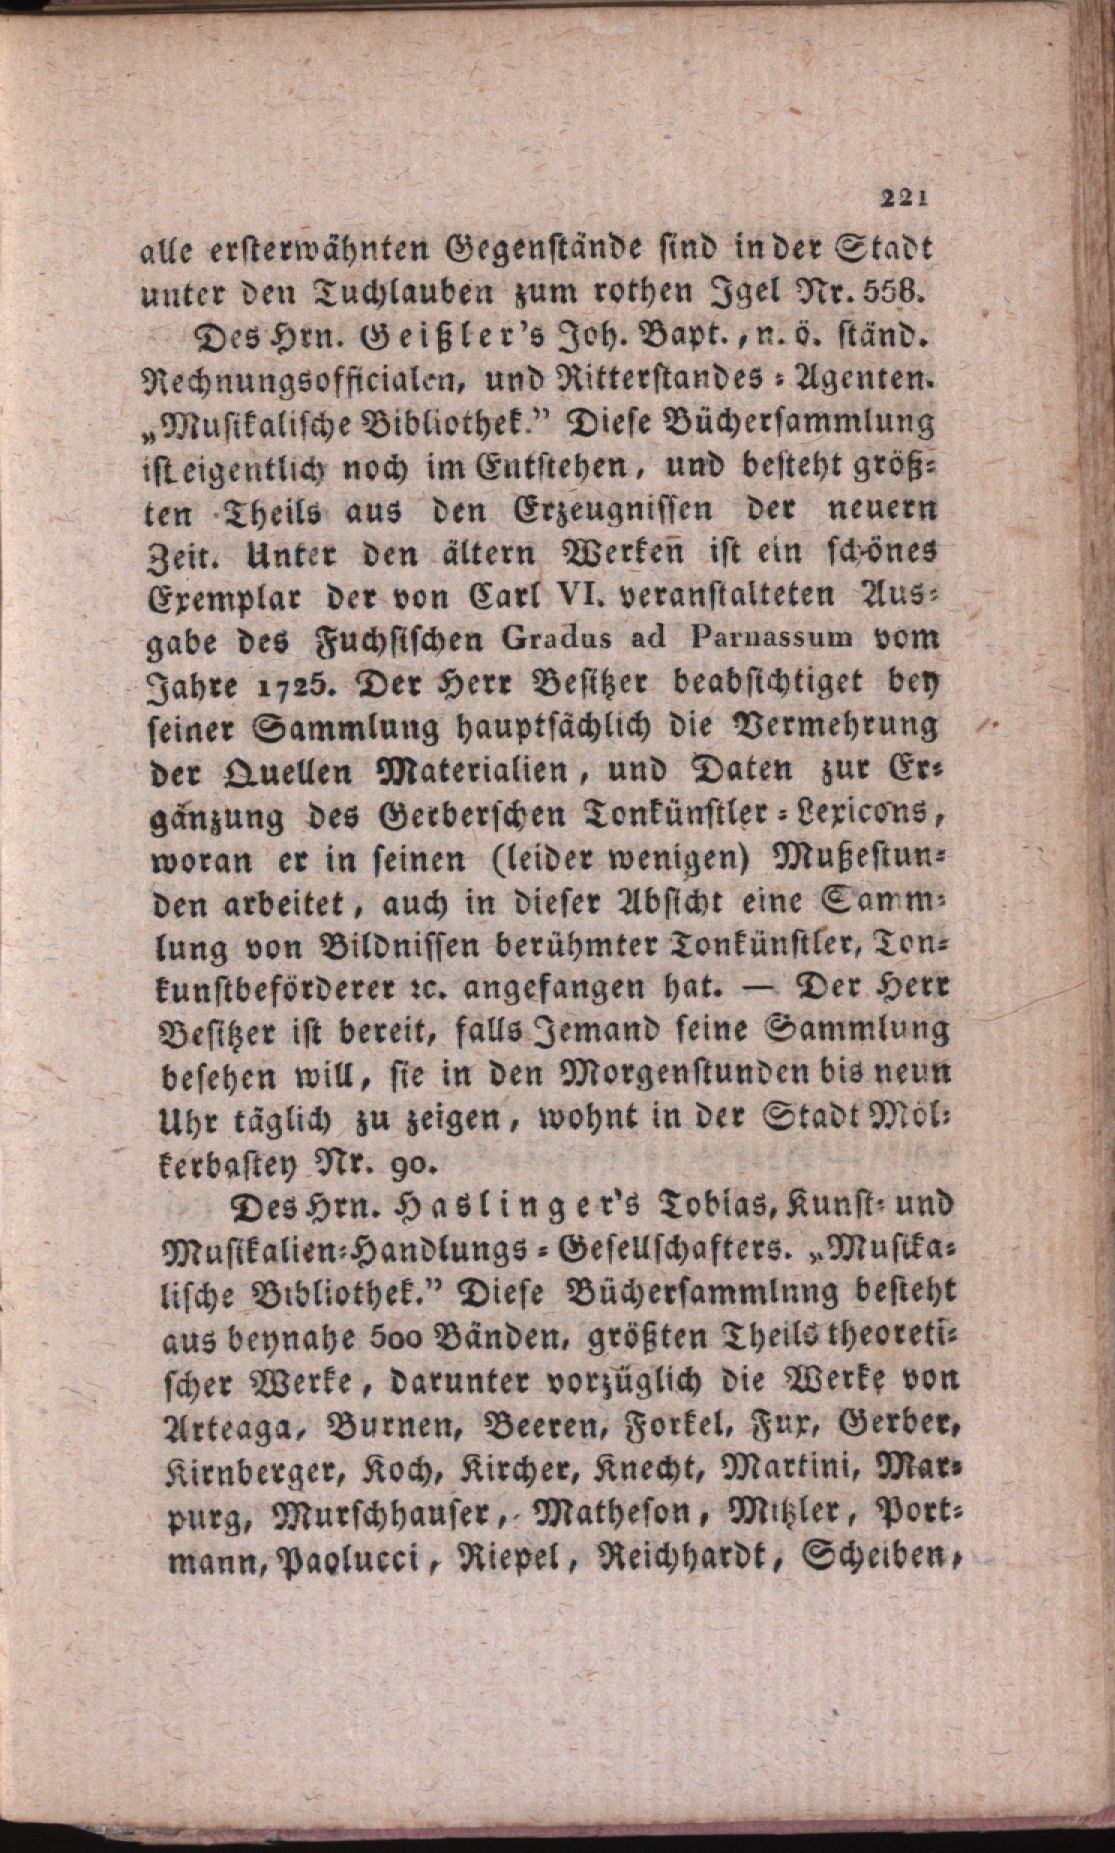 221
alle ersterwähnten Gegenstände sind in der Stadt
unter den Tuchlauben zum rothen Igel Nr. 558.
Des Hrn. Geißler's Joh. Bapt., n. ö. ständ.
Rechnungsofficialen, und Ritterstandes-Agenten.
„Musikalische Bibliothek.” Diese Büchersammlung
ist eigentlich noch im Entstehen, und besteht größ-
ten Theils aus den Erzeugnissen der neuern
Zeit. Unter den ältern Werken ist ein schönes
Exemplar der von Carl VI. veranstalteten Aus-
gabe des Fuchsischen Gradus ad Parnassum vom
Jahre 1725. Der Herr Besitzer beabsichtiget bey
seiner Sammlung hauptsächlich die Vermehrung
der Quellen Materialien, und Daten zur Er-
gänzung des Gerberschen Tonkünstler-Lexicons,
woran er in seinen (leider wenigen) Mußestun-
den arbeitet, auch in dieser Absicht eine Samm-
lung von Bildnissen berühmter Tonkünstler, Ton-
kunstbeförderer ꝛc. angefangen hat. — Der Herr
Besitzer ist bereit, falls Jemand seine Sammlung
besehen will, sie in den Morgenstunden bis neun
Uhr täglich zu zeigen, wohnt in der Stadt Möl-
kerbastey Nr. 90.
Des Hrn. Haslinger's Tobias, Kunst- und
Musikalien-Handlungs-Gesellschafters. „Musika-
lische Bibliothek.” Diese Büchersammlnng besteht
aus beynahe 500 Bänden, größten Theils theoreti-
scher Werke, darunter vorzüglich die Werke von
Arteaga, Burnen, Beeren, Forkel, Fux, Gerber,
Kirnberger, Koch, Kircher, Knecht, Martini, Mar-
purg, Murschhauser, Matheson, Mitzler, Port-
mann, Paolucci, Riepel, Reichhardt, Scheiben,